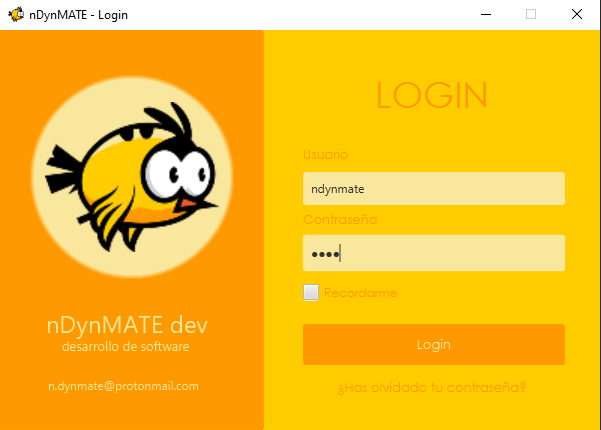 nDynMATE - Login
nDynMATE dev
desarrollo de software
n.dynmate@protonmail.com
LOGIN
Usuario
ndynmate
Contraseña
••••
Recordarme
Login
¿Has olvidado tu contraseña?